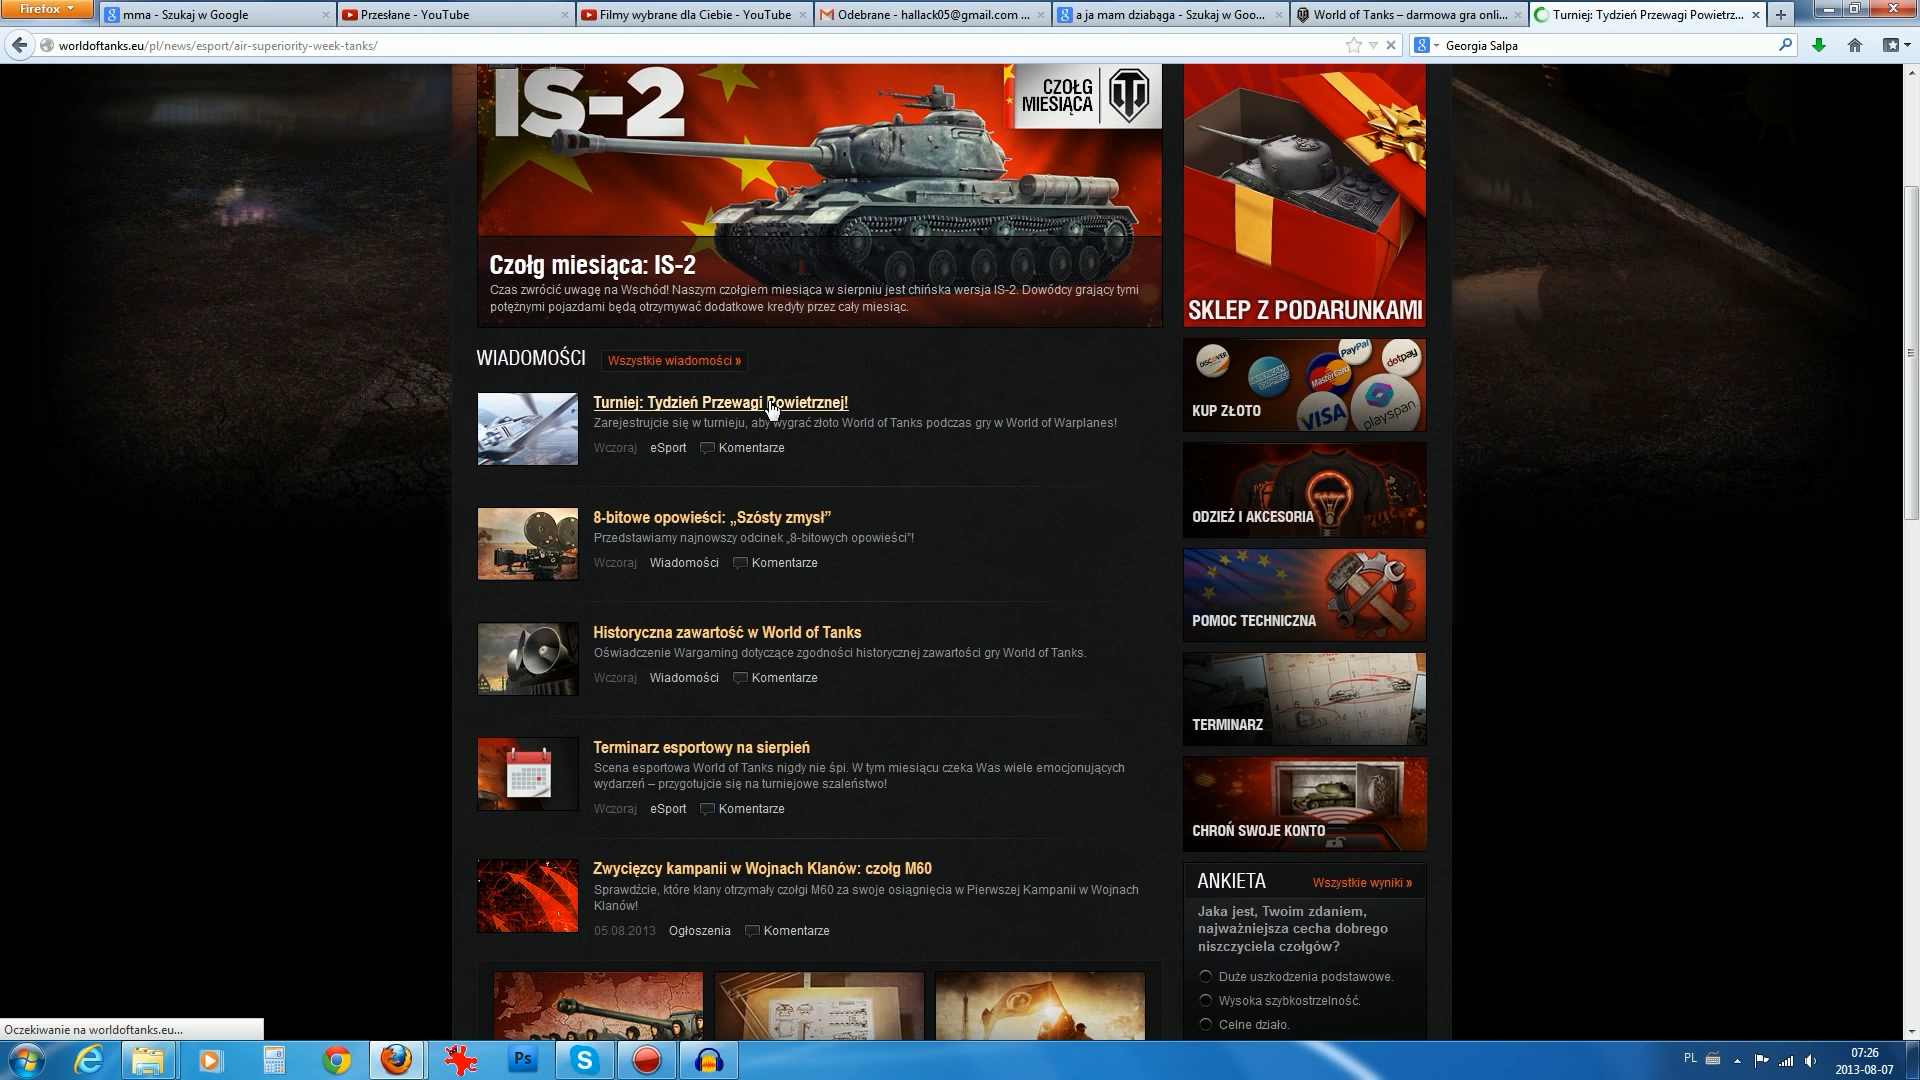 Firefox
mma - Szukaj w Google
Przesłane - YouTube
Filmy wybrane dla Ciebie - YouTube
Odebrane - hallack05@gmail.com ...
a ja mam dziabąga - Szukaj w Goo...
World of Tanks – darmowa gra onli...
Turniej: Tydzień Przewagi Powietrz...
worldoftanks.eu/pl/news/esport/air-superiority-week-tanks/
Georgia Salpa
IS-2
CZOŁG
MIESIĄCA
Czołg miesiąca: IS-2
Czas zwrócić uwagę na Wschód! Naszym czołgiem miesiąca w sierpniu jest chińska wersja IS-2. Dowódcy grający tymi
potężnymi pojazdami będą otrzymywać dodatkowe kredyty przez cały miesiąc.
WIADOMOŚCI
Wszystkie wiadomości »
Turniej: Tydzień Przewagi Powietrznej!
Zarejestrujcie się w turnieju, aby wygrać złoto World of Tanks podczas gry w World of Warplanes!
Wczoraj eSport Komentarze
8-bitowe opowieści: „Szósty zmysł”
Przedstawiamy najnowszy odcinek „8-bitowych opowieści”!
Wczoraj Wiadomości Komentarze
Historyczna zawartość w World of Tanks
Oświadczenie Wargaming dotyczące zgodności historycznej zawartości gry World of Tanks.
Wczoraj Wiadomości Komentarze
Terminarz esportowy na sierpień
Scena esportowa World of Tanks nigdy nie śpi. W tym miesiącu czeka Was wiele emocjonujących
wydarzeń – przygotujcie się na turniejowe szaleństwo!
Wczoraj eSport Komentarze
Zwycięzcy kampanii w Wojnach Klanów: czołg M60
Sprawdźcie, które klany otrzymały czołgi M60 za swoje osiągnięcia w Pierwszej Kampanii w Wojnach
Klanów!
05.08.2013 Ogłoszenia Komentarze
SKLEP Z PODARUNKAMI
DISCOVER
AMERICAN EXPRESS
MasterCard
PayPal
dotpay
VISA
playspan
KUP ZŁOTO
ODZIEŻ I AKCESORIA
POMOC TECHNICZNA
TERMINARZ
CHROŃ SWOJE KONTO
ANKIETA
Wszystkie wyniki »
Jaka jest, Twoim zdaniem,
najważniejsza cecha dobrego
niszczyciela czołgów?
Duże uszkodzenia podstawowe.
Wysoka szybkostrzelność.
Celne działo.
Oczekiwanie na worldoftanks.eu...
Ps
PL
07:26
2013-08-07